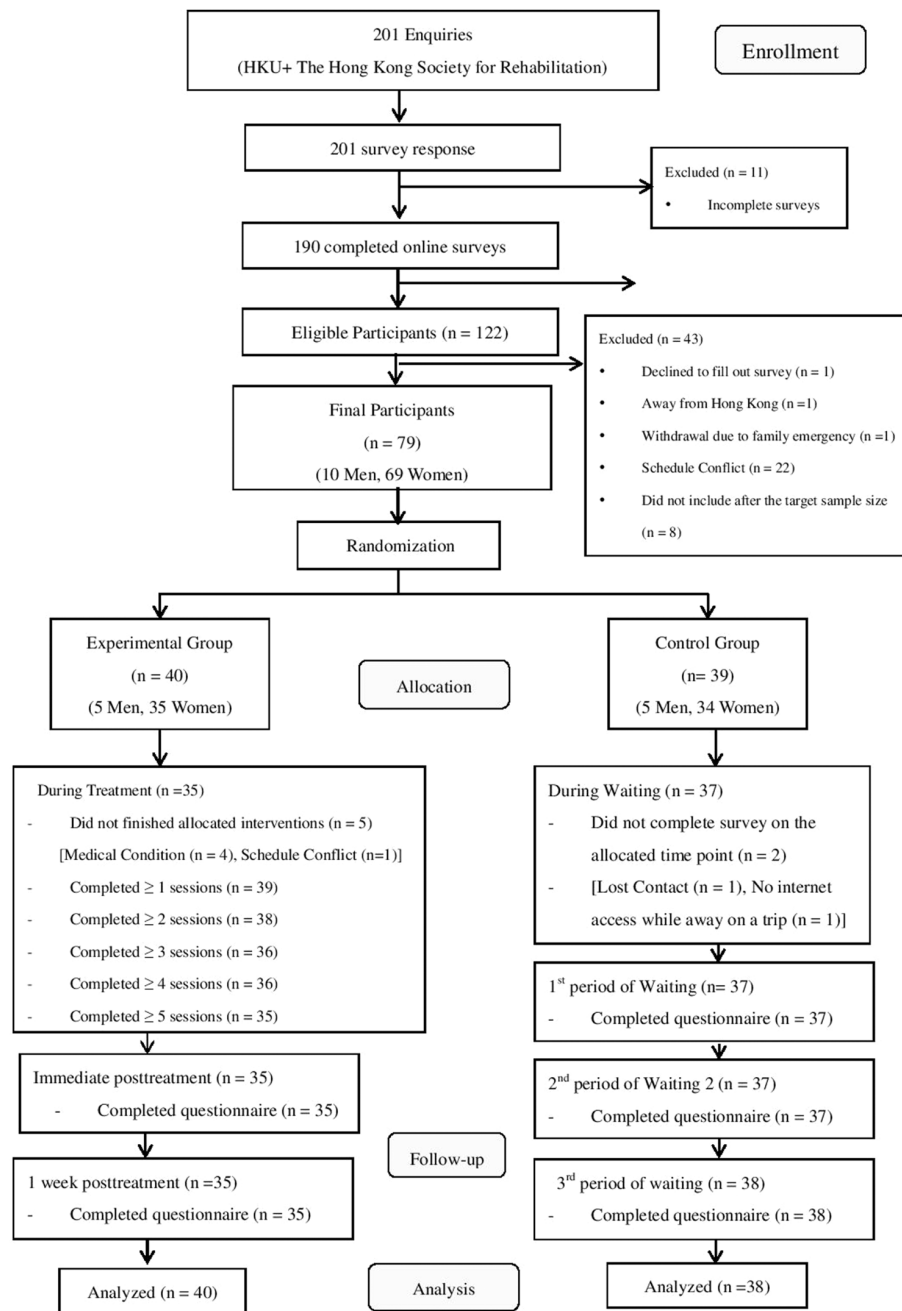 201 Enquiries
(HKU+ The Hong Kong Society for Rehabilitation)
Enrollment
201 survey response
Excluded (n = 11)
• Incomplete surveys
190 completed online surveys
Eligible Participants (n = 122)
Excluded (n = 43)
• Declined to fill out survey (n = 1)
• Away from Hong Kong (n =1)
• Withdrawal due to family emergency (n =1)
• Schedule Conflict (n = 22)
• Did not include after the target sample size
(n = 8)
Final Participants
(n = 79)
(10 Men, 69 Women)
Randomization
Experimental Group
(n = 40)
(5 Men, 35 Women)
Allocation
Control Group
(n= 39)
(5 Men, 34 Women)
During Treatment (n =35)
- Did not finished allocated interventions (n = 5)
[Medical Condition (n = 4), Schedule Conflict (n=1)]
- Completed ≥ 1 sessions (n = 39)
- Completed ≥ 2 sessions (n = 38)
- Completed ≥ 3 sessions (n = 36)
- Completed ≥ 4 sessions (n = 36)
- Completed ≥ 5 sessions (n = 35)
During Waiting (n = 37)
- Did not complete survey on the
allocated time point (n = 2)
- [Lost Contact (n = 1), No internet
access while away on a trip (n = 1)]
1st period of Waiting (n= 37)
- Completed questionnaire (n = 37)
Immediate posttreatment (n = 35)
- Completed questionnaire (n = 35)
2nd period of Waiting 2 (n = 37)
- Completed questionnaire (n = 37)
Follow-up
1 week posttreatment (n =35)
- Completed questionnaire (n = 35)
3rd period of waiting (n = 38)
- Completed questionnaire (n = 38)
Analyzed (n = 40)
Analysis
Analyzed (n =38)